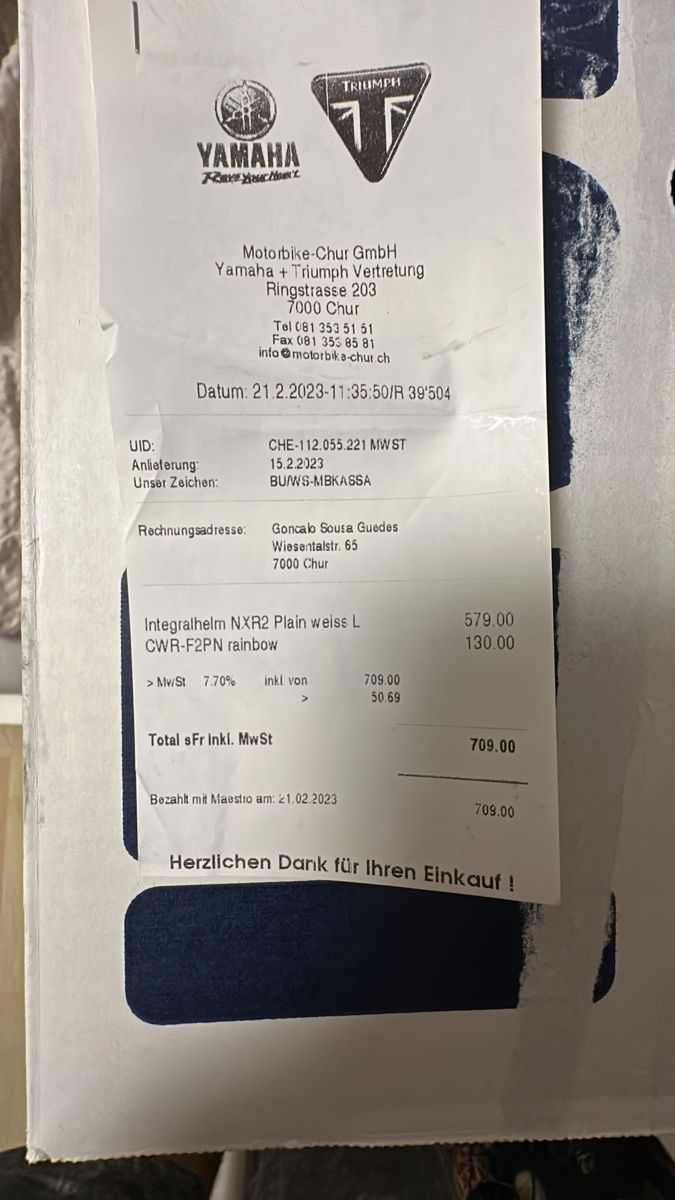 YAMAHA
Revs Your Heart
TRIUMPH
Motorbike-Chur GmbH
Yamaha + Triumph Vertretung
Ringstrasse 203
7000 Chur
Tel 081 353 51 51
Fax 081 353 85 81
info@motorbike-chur.ch
Datum: 21.2.2023-11:35:50/R 39'504
UID: CHE-112.055.221 MWST
Anlieferung: 15.2.2023
Unser Zeichen: BU/WS-MBKASSA
Rechnungsadresse: Goncalo Sousa Guedes
Wiesentalstr. 65
7000 Chur
Integralhelm NXR2 Plain weiss L 579.00
CWR-F2PN rainbow 130.00
> MwSt 7.70% inkl. von 709.00
> 50.69
Total sFr Inkl. MwSt 709.00
Bezahlt mit Maestro am: 21.02.2023 709.00
Herzlichen Dank für Ihren Einkauf !